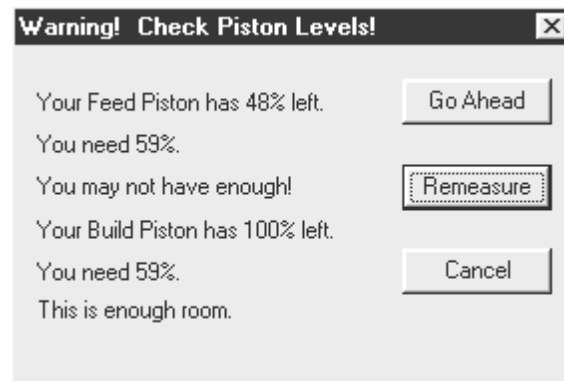 Warning! Check Piston Levels!
Your Feed Piston has 48% left.
Go Ahead
You need 59%.
You may not have enough!
Remeasure
Your Build Piston has 100% left.
You need 59%.
Cancel
This is enough room.